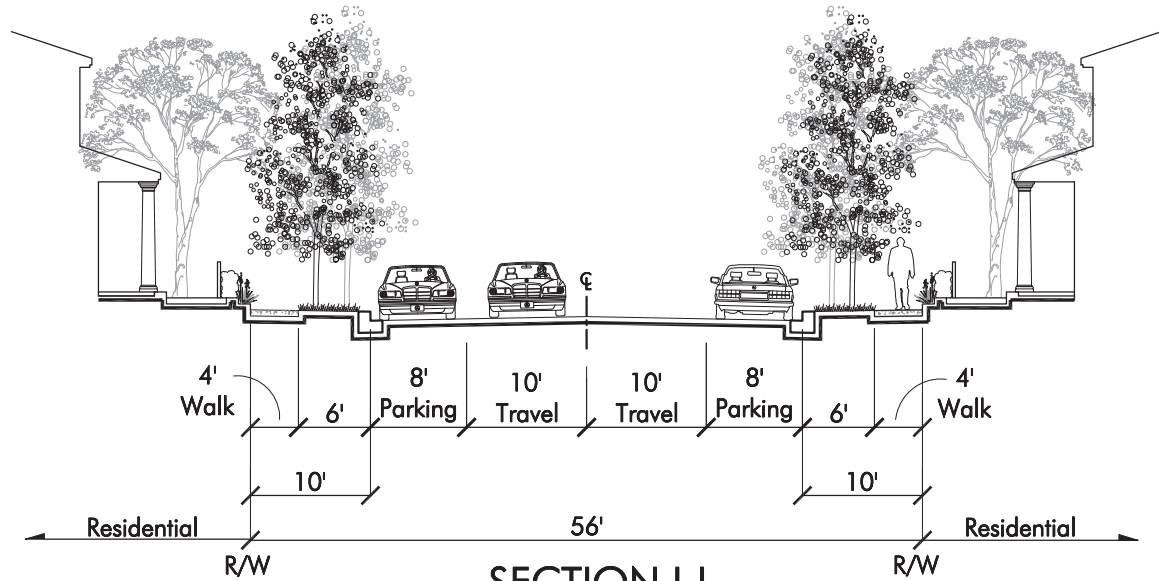 ℄
4'
Walk
6'
8'
Parking
10'
Travel
10'
Travel
8'
Parking
6'
4'
Walk
10'
10'
Residential
56'
Residential
R/W
R/W
SECTION